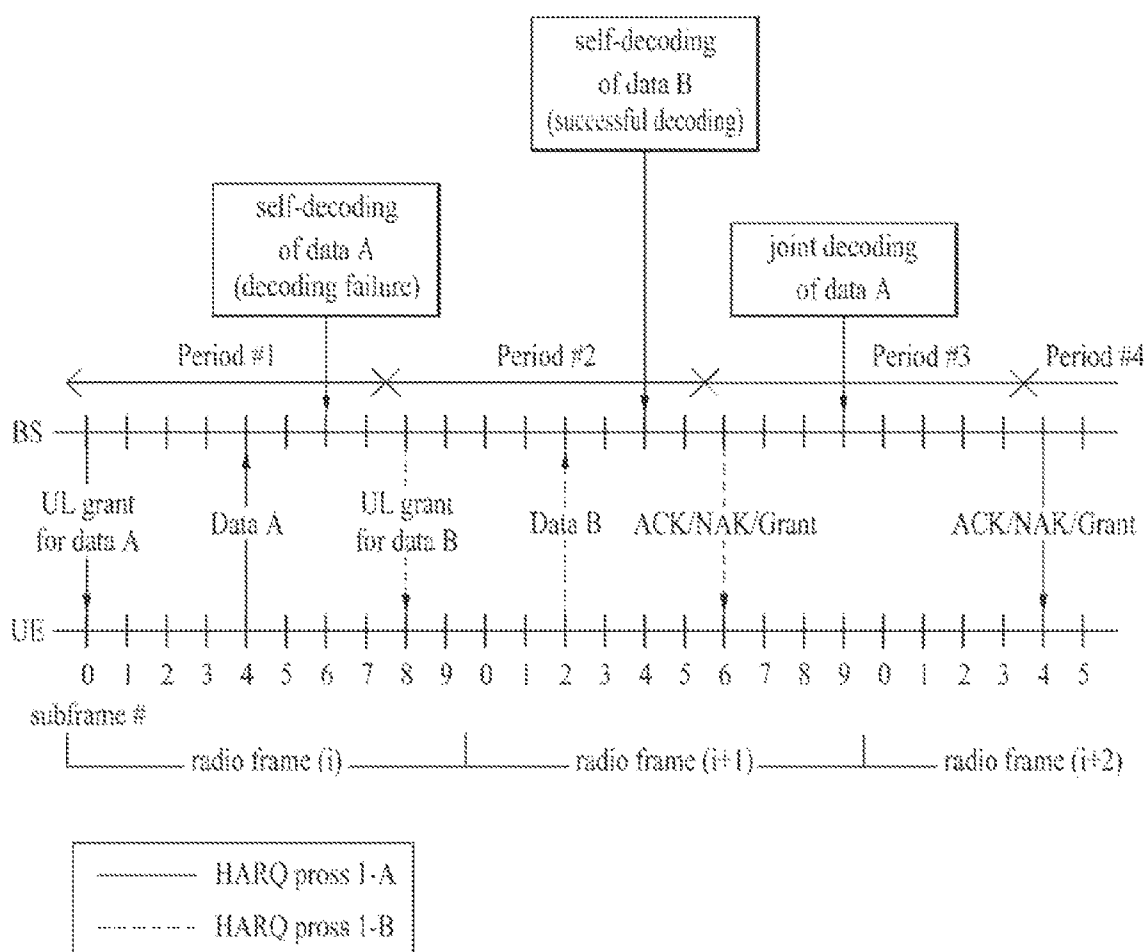 self-decoding
of data B
(successful decoding)
self-decoding
of data A
(decoding failure)
joint decoding
of data A
Period #1
Period #2
Period #3
Period #4
BS
UL grant
for data A
Data A
UL grant
for data B
Data B
ACK/NAK/Grant
ACK/NAK/Grant
UE
0 1 2 3 4 5 6 7 8 9 0 1 2 3 4 5 6 7 8 9 0 1 2 3 4 5
subframe #
radio frame (i)
radio frame (i+1)
radio frame (i+2)
HARQ pross 1-A
HARQ pross 1-B